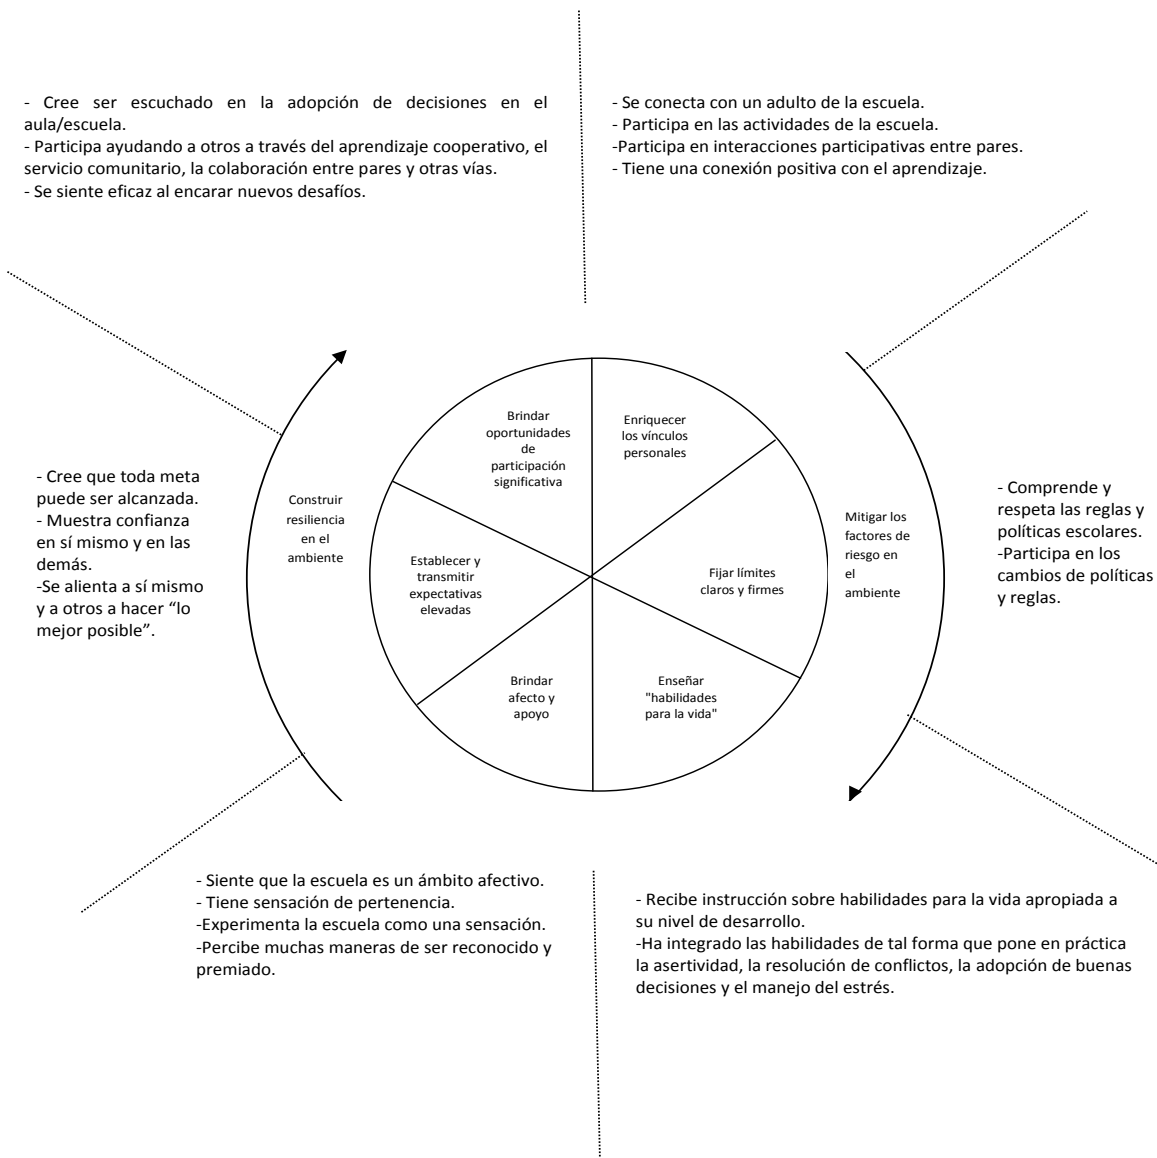 - Cree ser escuchado en la adopción de decisiones en el
aula/escuela.
- Participa ayudando a otros a través del aprendizaje cooperativo, el
servicio comunitario, la colaboración entre pares y otras vías.
- Se siente eficaz al encarar nuevos desafíos.
- Se conecta con un adulto de la escuela.
- Participa en las actividades de la escuela.
-Participa en interacciones participativas entre pares.
- Tiene una conexión positiva con el aprendizaje.
- Cree que toda meta
puede ser alcanzada.
- Muestra confianza
en sí mismo y en las
demás.
-Se alienta a sí mismo
y a otros a hacer “lo
mejor posible”.
Construir
resiliencia
en el
ambiente
Brindar
oportunidades
de
participación
significativa
Enriquecer
los vínculos
personales
Establecer y
transmitir
expectativas
elevadas
Fijar límites
claros y firmes
Brindar
afecto y
apoyo
Enseñar
"habilidades
para la vida"
Mitigar los
factores de
riesgo en
el
ambiente
- Comprende y
respeta las reglas y
políticas escolares.
-Participa en los
cambios de políticas
y reglas.
- Siente que la escuela es un ámbito afectivo.
- Tiene sensación de pertenencia.
-Experimenta la escuela como una sensación.
-Percibe muchas maneras de ser reconocido y
premiado.
- Recibe instrucción sobre habilidades para la vida apropiada a
su nivel de desarrollo.
-Ha integrado las habilidades de tal forma que pone en práctica
la asertividad, la resolución de conflictos, la adopción de buenas
decisiones y el manejo del estrés.